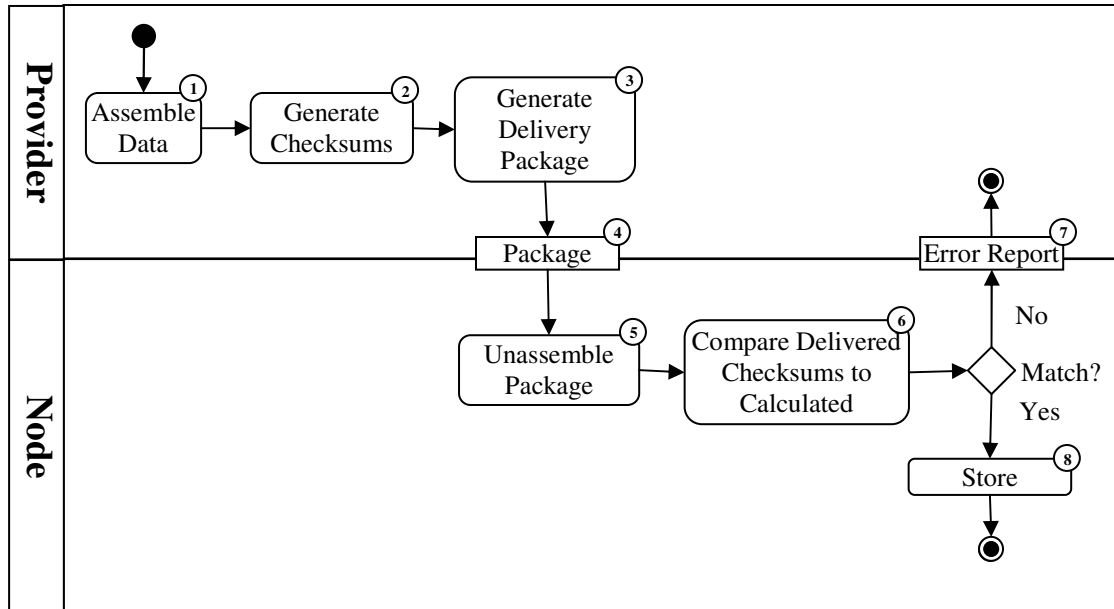 Provider
1
Assemble
Data
2
Generate
Checksums
3
Generate
Delivery
Package
4
Package
7
Error Report
No
Node
5
Unassemble
Package
6
Compare Delivered
Checksums to
Calculated
Match?
Yes
8
Store